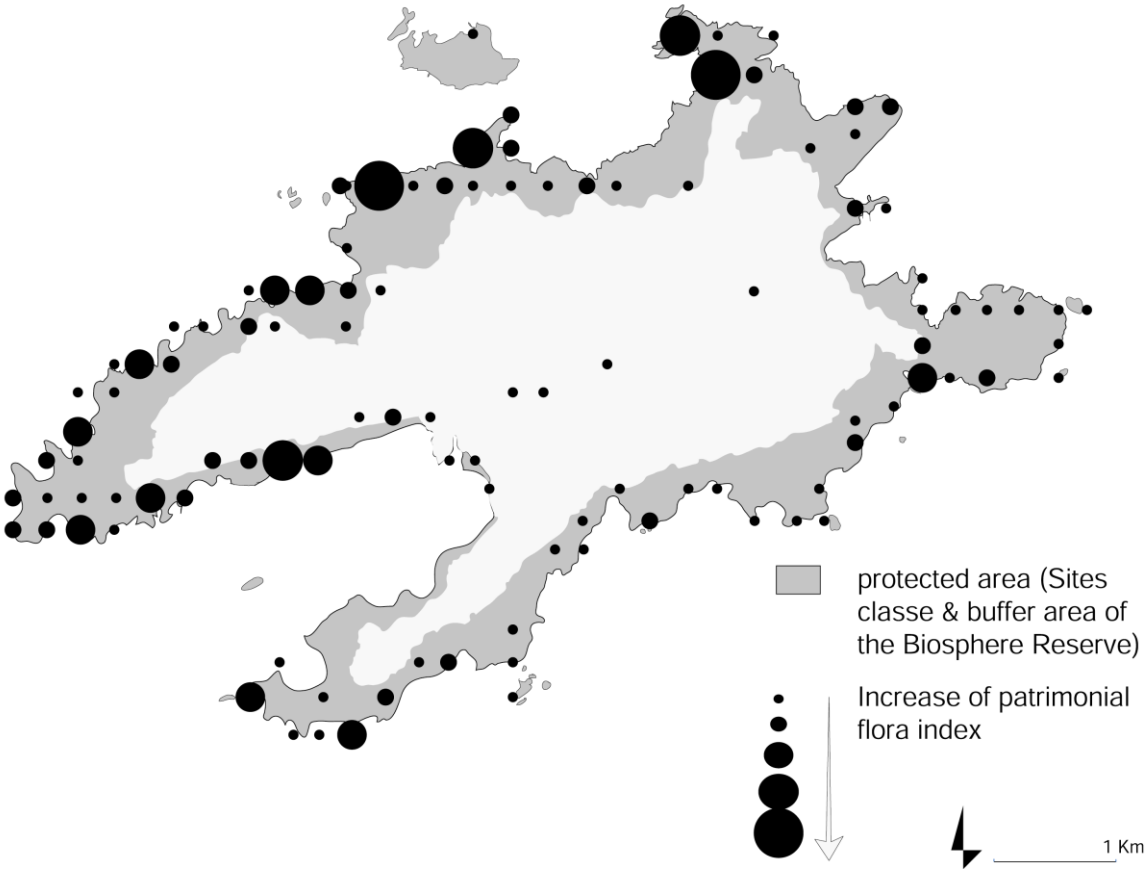 protected area (Sites
classe & buffer area of
the Biosphere Reserve)
Increase of patrimonial
flora index
1 Km